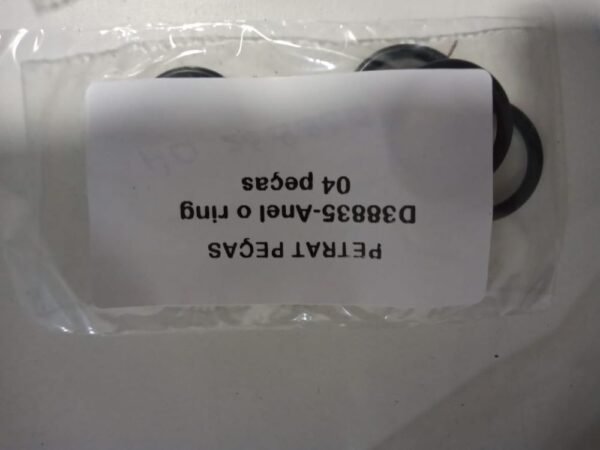 PETRAT PEÇAS
D38835-Anel o ring
04 peças